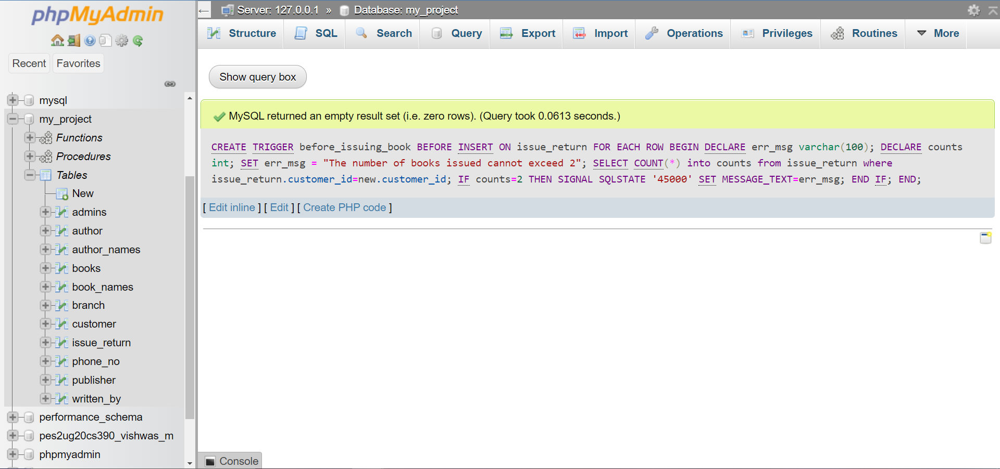 phpMyAdmin
Recent
Favorites
mysql
my_project
Functions
Procedures
Tables
New
admins
author
author_names
books
book_names
branch
customer
issue_return
phone_no
publisher
written_by
performance_schema
pes2ug20cs390_vishwas_m
phpmyadmin
Server: 127.0.0.1 » Database: my_project
Structure SQL Search Query Export Import Operations Privileges Routines More
Show query box
MySQL returned an empty result set (i.e. zero rows). (Query took 0.0613 seconds.)
CREATE TRIGGER before_issuing_book BEFORE INSERT ON issue_return FOR EACH ROW BEGIN DECLARE err_msg varchar(100); DECLARE counts
int; SET err_msg = "The number of books issued cannot exceed 2"; SELECT COUNT(*) into counts from issue_return where
issue_return.customer_id=new.customer_id; IF counts=2 THEN SIGNAL SQLSTATE '45000' SET MESSAGE_TEXT=err_msg; END IF; END;
[ Edit inline ] [ Edit ] [ Create PHP code ]
Console